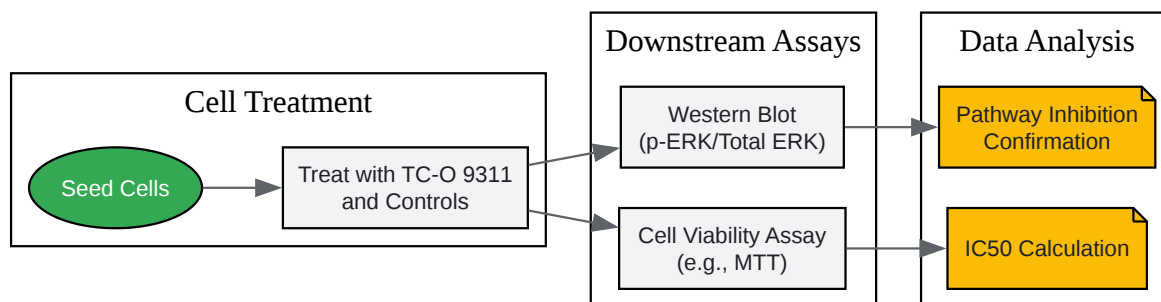 Cell Treatment
Seed Cells
Treat with TC-O 9311
and Controls
Downstream Assays
Western Blot
(p-ERK/Total ERK)
Cell Viability Assay
(e.g., MTT)
Data Analysis
Pathway Inhibition
Confirmation
IC50 Calculation